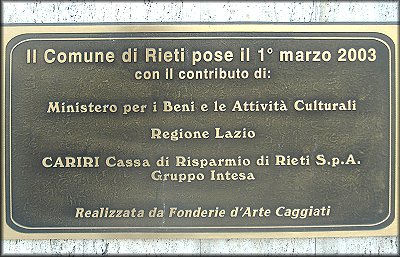 Il Comune di Rieti pose il 1° marzo 2003
con il contributo di:
Ministero per i Beni e le Attività Culturali
Regione Lazio
CARIRI Cassa di Risparmio di Rieti S.p.A.
Gruppo Intesa
Realizzata da Fonderie d'Arte Caggiati